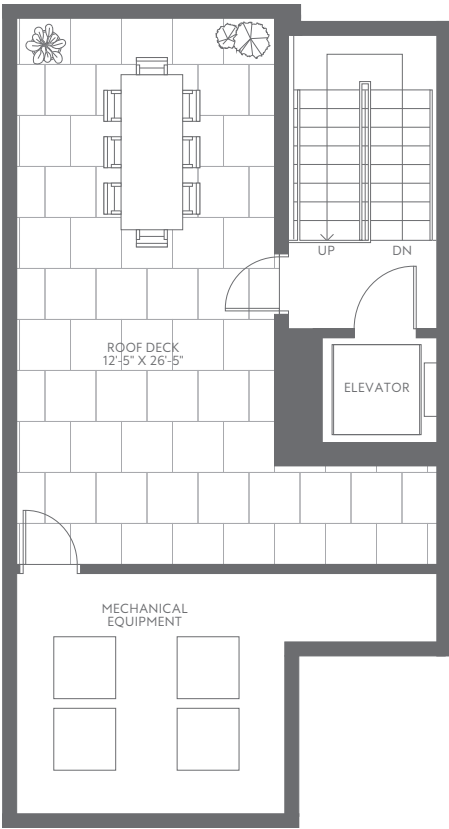 UP
DN
ROOF DECK
12'-5" X 26'-5"
ELEVATOR
MECHANICAL
EQUIPMENT